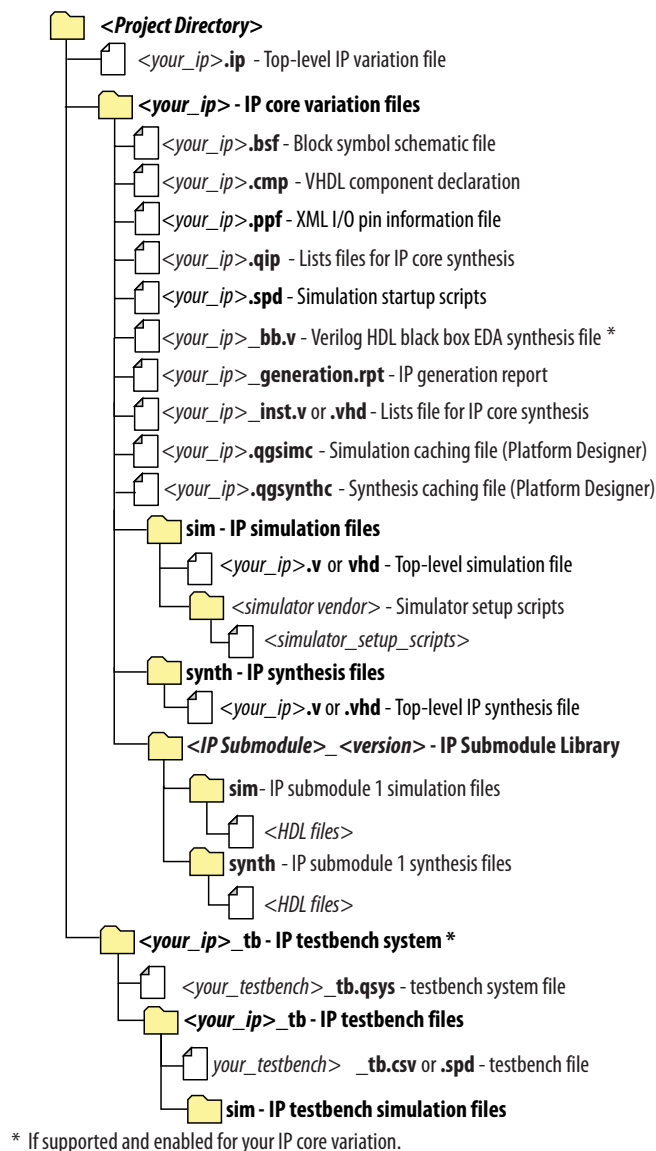 <Project Directory>
<your_ip>.ip - Top-level IP variation file
<your_ip> - IP core variation files
<your_ip>.bsf - Block symbol schematic file
<your_ip>.cmp - VHDL component declaration
<your_ip>.ppf - XML I/O pin information file
<your_ip>.qip - Lists files for IP core synthesis
<your_ip>.spd - Simulation startup scripts
<your_ip>_bb.v - Verilog HDL black box EDA synthesis file *
<your_ip>_generation.rpt - IP generation report
<your_ip>_inst.v or .vhd - Lists file for IP core synthesis
<your_ip>.qgsimc - Simulation caching file (Platform Designer)
<your_ip>.qgsynthc - Synthesis caching file (Platform Designer)
sim - IP simulation files
<your_ip>.v or vhd - Top-level simulation file
<simulator vendor> - Simulator setup scripts
<simulator_setup_scripts>
synth - IP synthesis files
<your_ip>.v or .vhd - Top-level IP synthesis file
<IP Submodule>_<version> - IP Submodule Library
sim- IP submodule 1 simulation files
<HDL files>
synth - IP submodule 1 synthesis files
<HDL files>
<your_ip>_tb - IP testbench system *
<your_testbench>_tb.qsys - testbench system file
<your_ip>_tb - IP testbench files
your_testbench> _tb.csv or .spd - testbench file
sim - IP testbench simulation files
* If supported and enabled for your IP core variation.